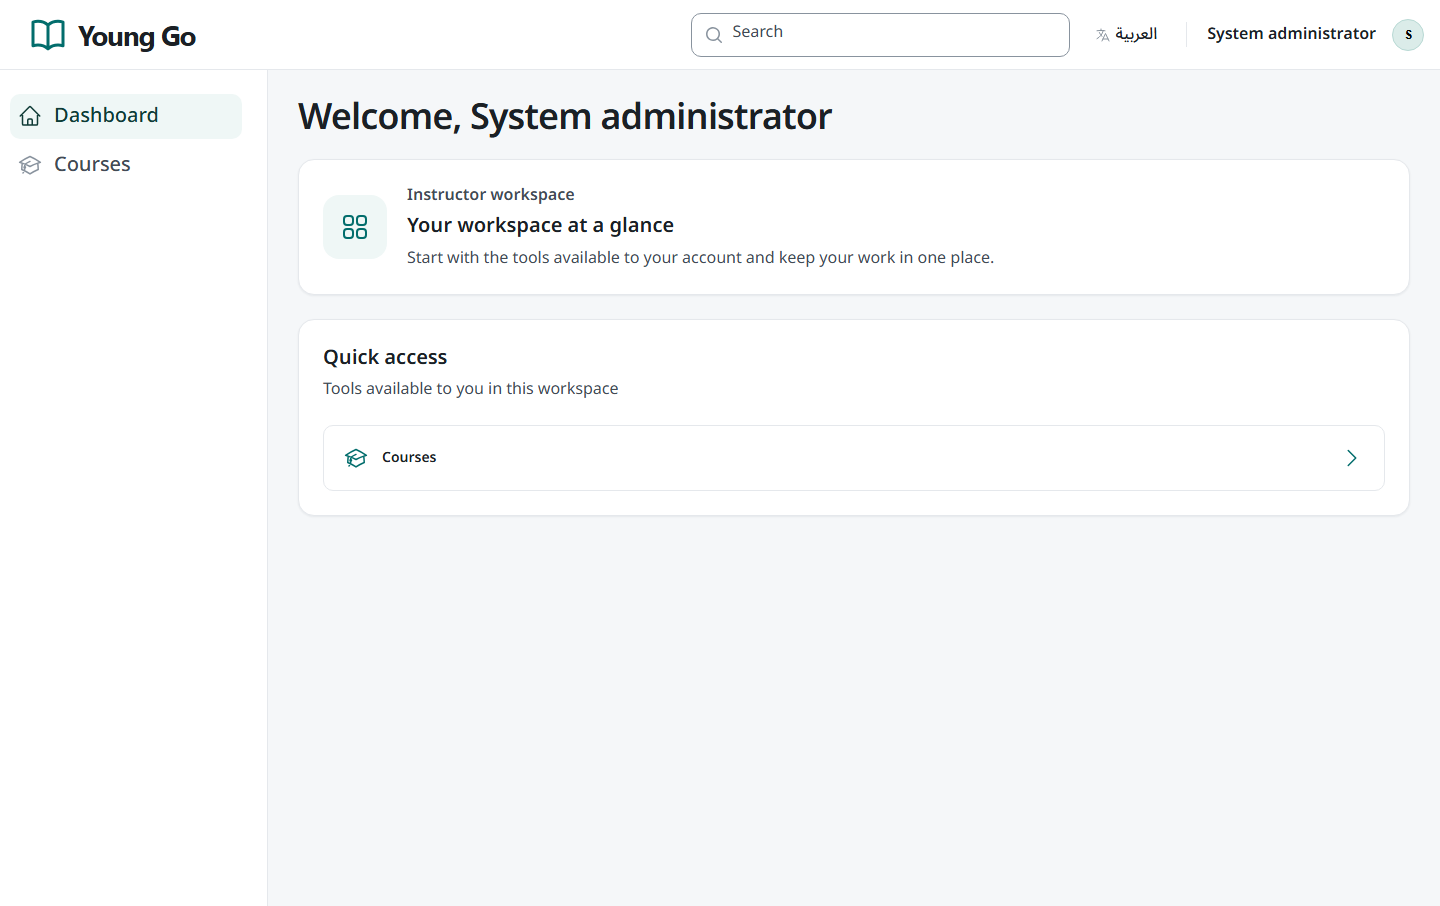 Young Go
Search
العربية
System administrator
S
Dashboard
Courses
Welcome, System administrator
Instructor workspace
Your workspace at a glance
Start with the tools available to your account and keep your work in one place.
Quick access
Tools available to you in this workspace
Courses